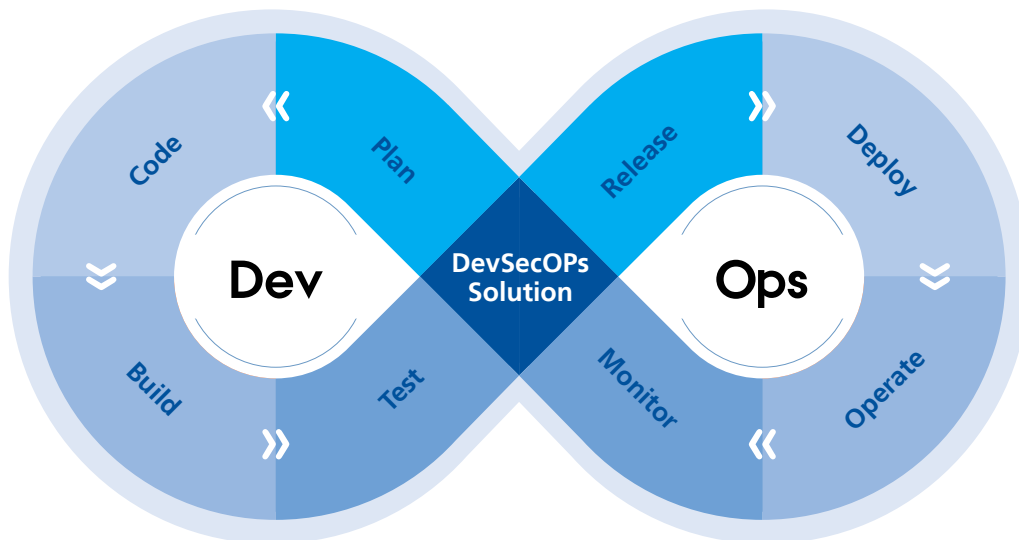 Plan
Code
Build
Test
Dev
DevSecOPs
Solution
Release
Deploy
Operate
Monitor
Ops